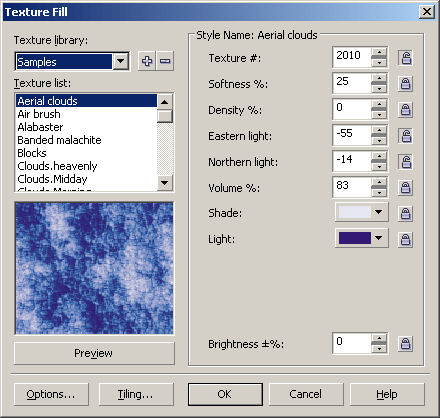 Texture Fill
Texture library:
Samples
Texture list:
Aerial clouds
Air brush
Alabaster
Banded malachite
Blocks
Clouds.heavenly
Clouds.Midday
Clouds.Morning
Preview
Style Name: Aerial clouds
Texture #: 2010
Softness %: 25
Density %: 0
Eastern light: -55
Northern light: -14
Volume %: 83
Shade:
Light:
Brightness ±%: 0
Options... Tiling... OK Cancel Help